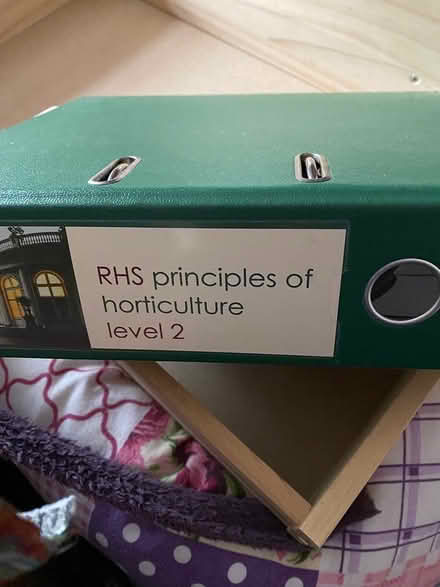 RHS principles of
horticulture
level 2